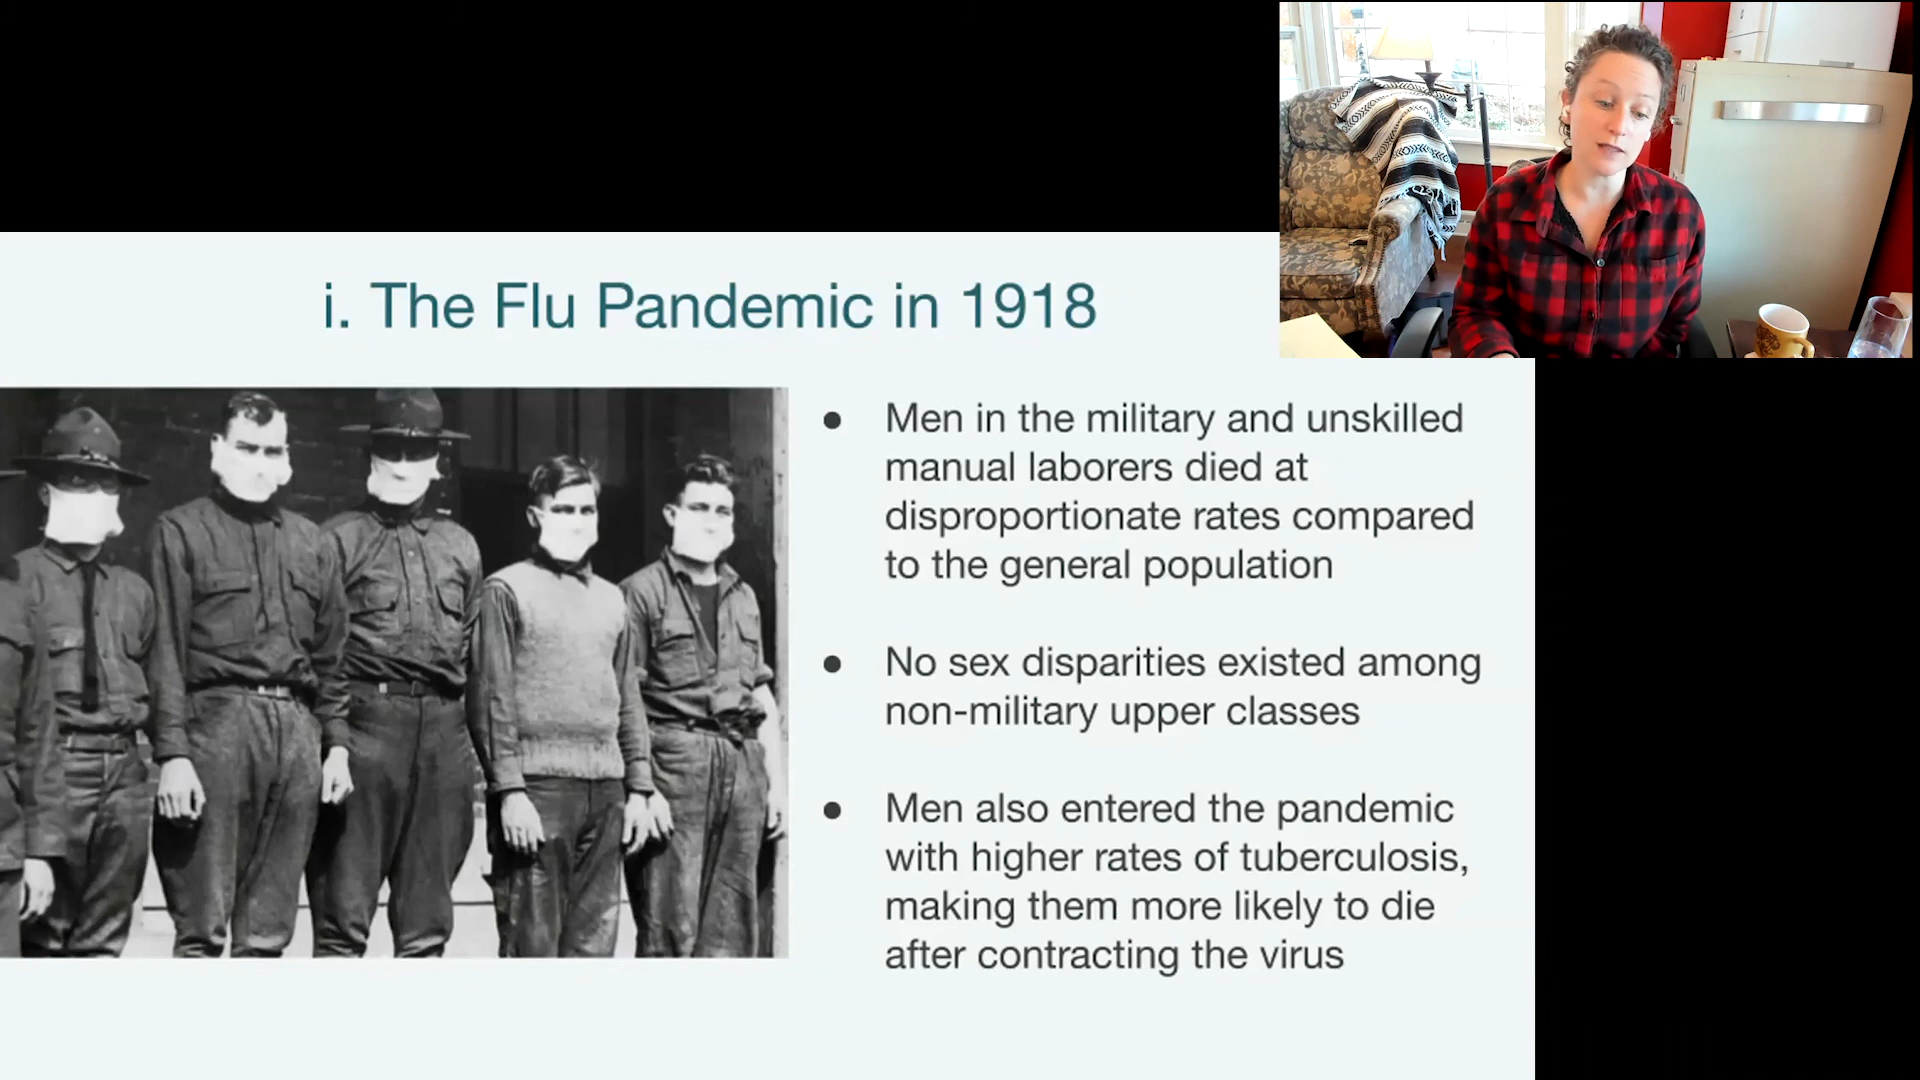 i. The Flu Pandemic in 1918
● Men in the military and unskilled
manual laborers died at
disproportionate rates compared
to the general population
● No sex disparities existed among
non-military upper classes
● Men also entered the pandemic
with higher rates of tuberculosis,
making them more likely to die
after contracting the virus